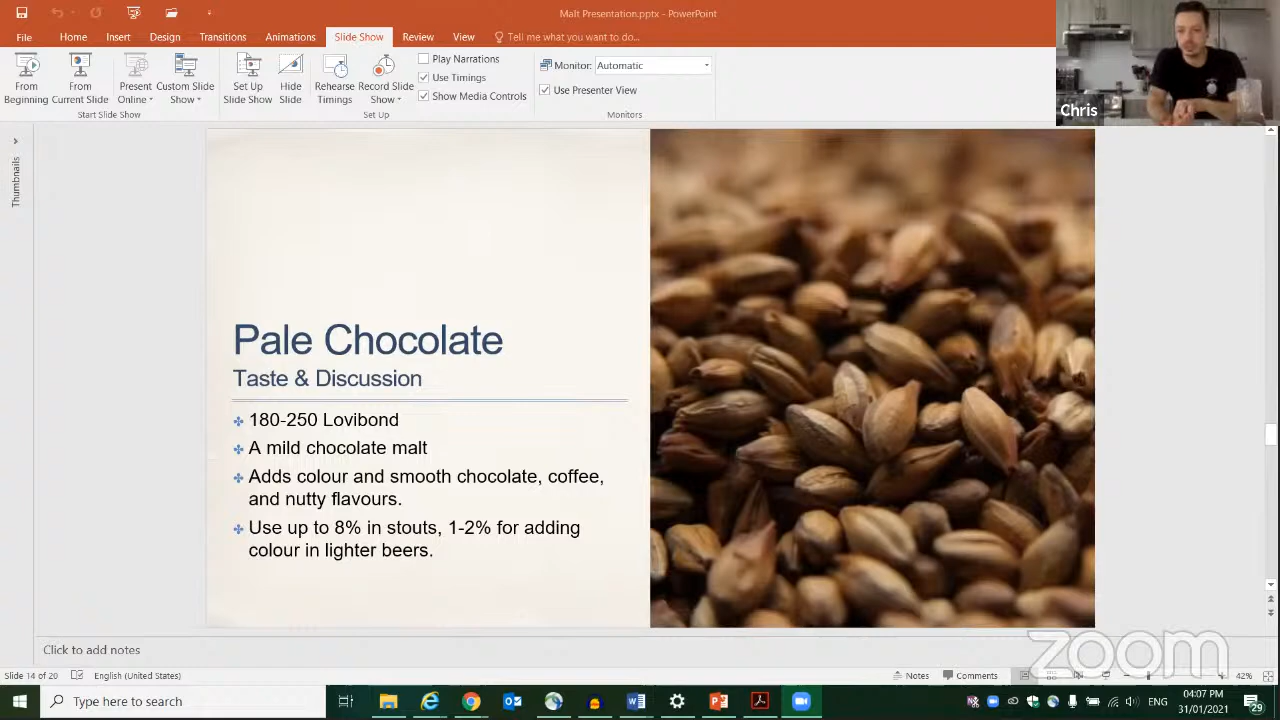 Malt Presentation.pptx - PowerPoint
File Home Insert Design Transitions Animations Slide Show Review View Tell me what you want to do...
From Beginning
From Current Slide
Present Online
Custom Slide Show
Start Slide Show
Set Up Slide Show
Hide Slide
Rehearse Timings
Record Slide Show
Play Narrations
Use Timings
Show Media Controls
Set Up
Monitor: Automatic
Use Presenter View
Monitors
Chris
Thumbnails
Pale Chocolate
Taste & Discussion
180-250 Lovibond
A mild chocolate malt
Adds colour and smooth chocolate, coffee,
and nutty flavours.
Use up to 8% in stouts, 1-2% for adding
colour in lighter beers.
Click to add notes
zoom
Slide 14 of 20 English (United States) Notes Comments 42%
Type here to search
ENG
04:07 PM
31/01/2021
29